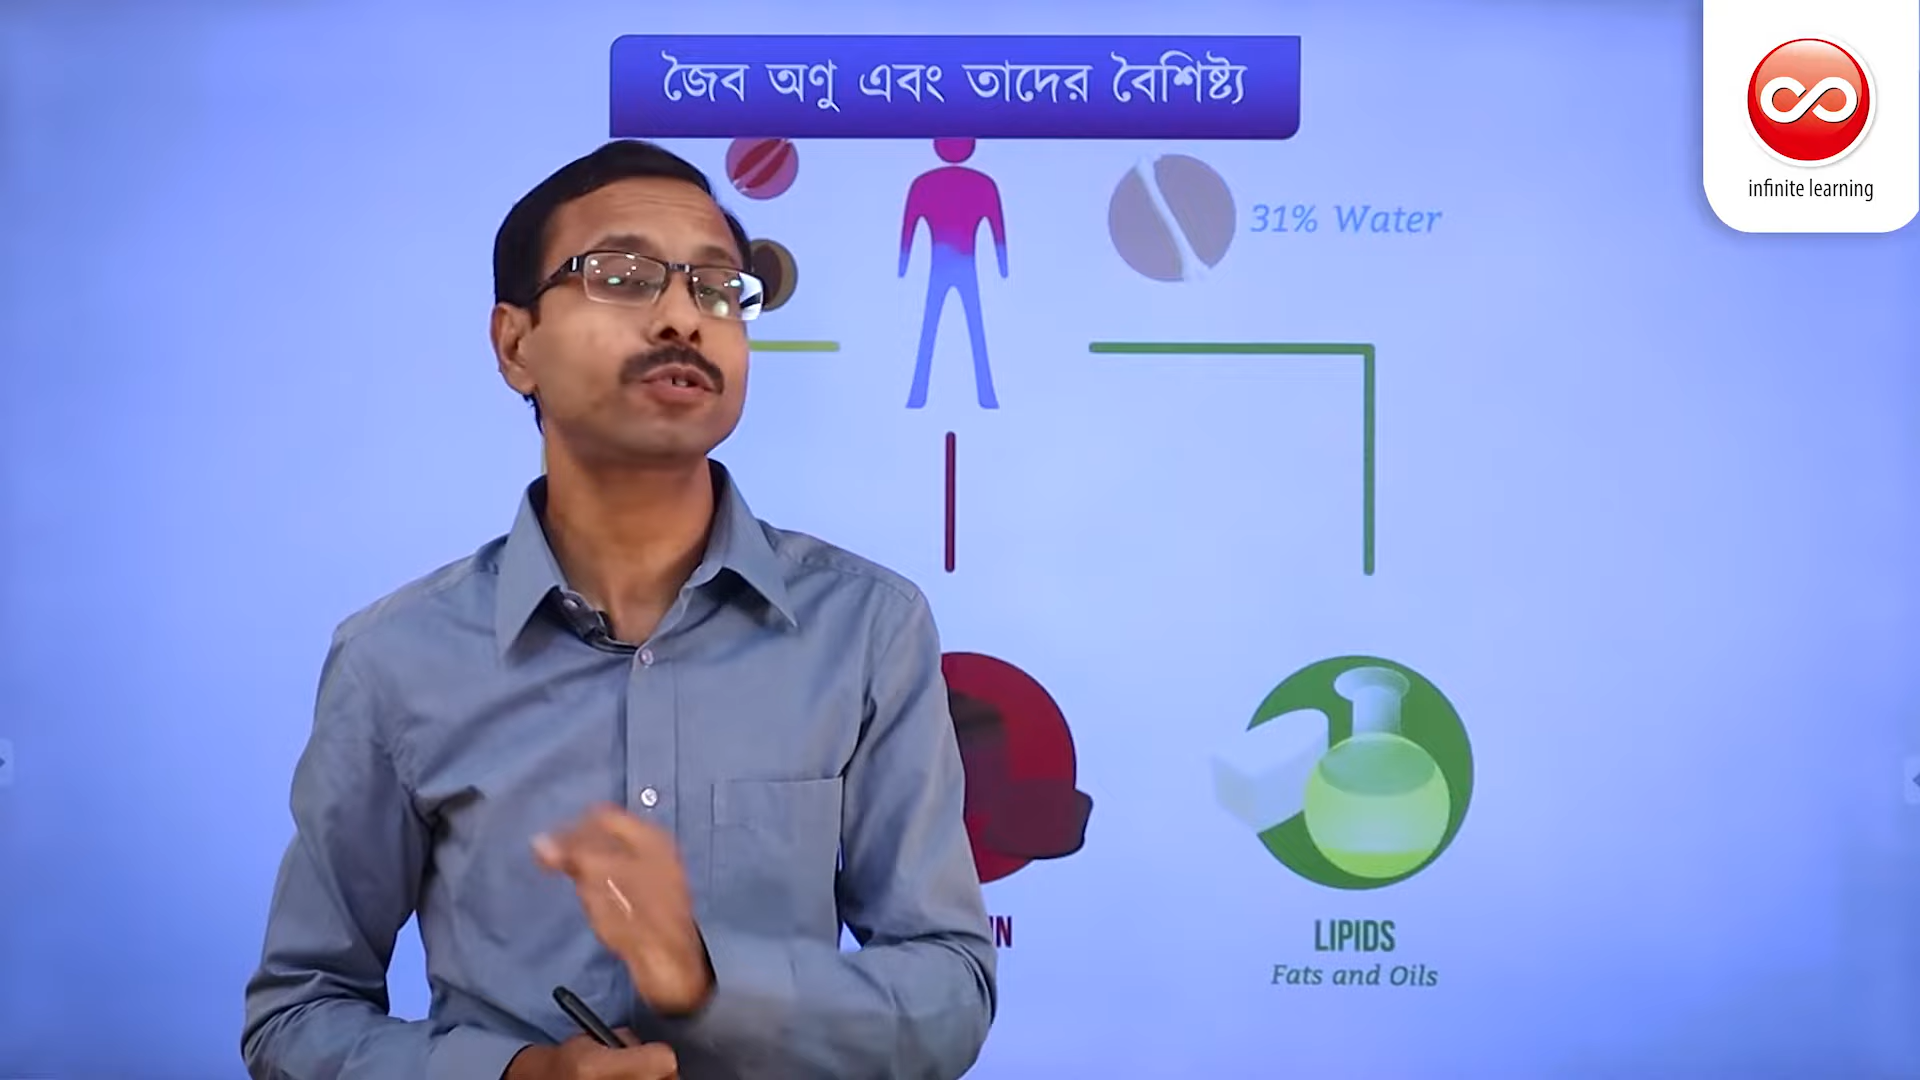 জৈব অণু এবং তাদের বৈশিষ্ট্য
infinite learning
31% Water
LIPIDS
Fats and Oils